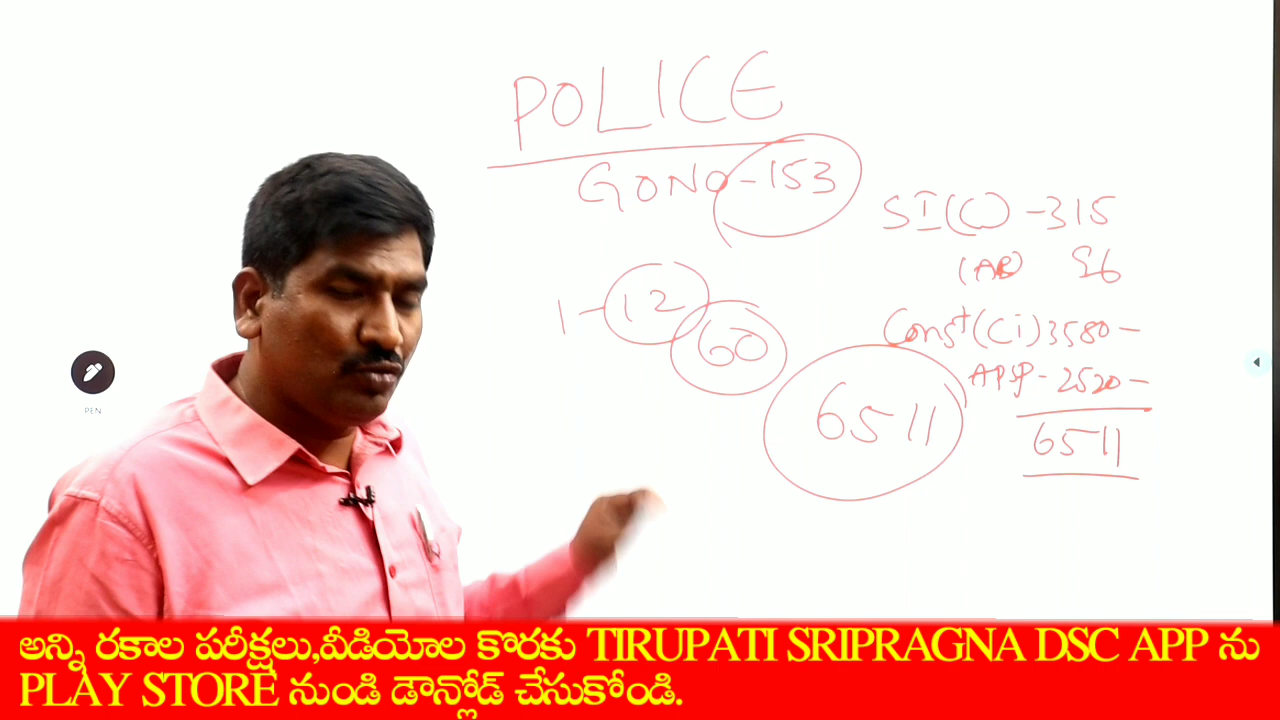 POLICE
GONO-153
SI(C) -315
(AR) 96
1-12
60
Const(Ci)3580-
APSP-2520-
6511
6511
PEN
అన్ని రకాల పరీక్షలు,వీడియోల కొరకు TIRUPATI SRIPRAGNA DSC APP ను
PLAY STORE నుండి డౌన్లోడ్ చేసుకోండి.